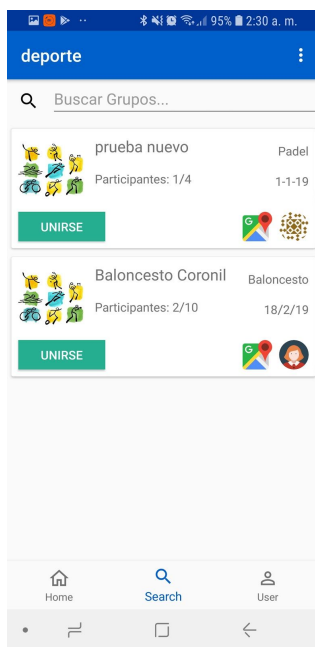 95% 2:30 a. m.
deporte
Buscar Grupos...
prueba nuevo
Padel
Participantes: 1/4
1-1-19
UNIRSE
G
Baloncesto Coronil
Baloncesto
Participantes: 2/10
18/2/19
UNIRSE
G
Home
Search
User